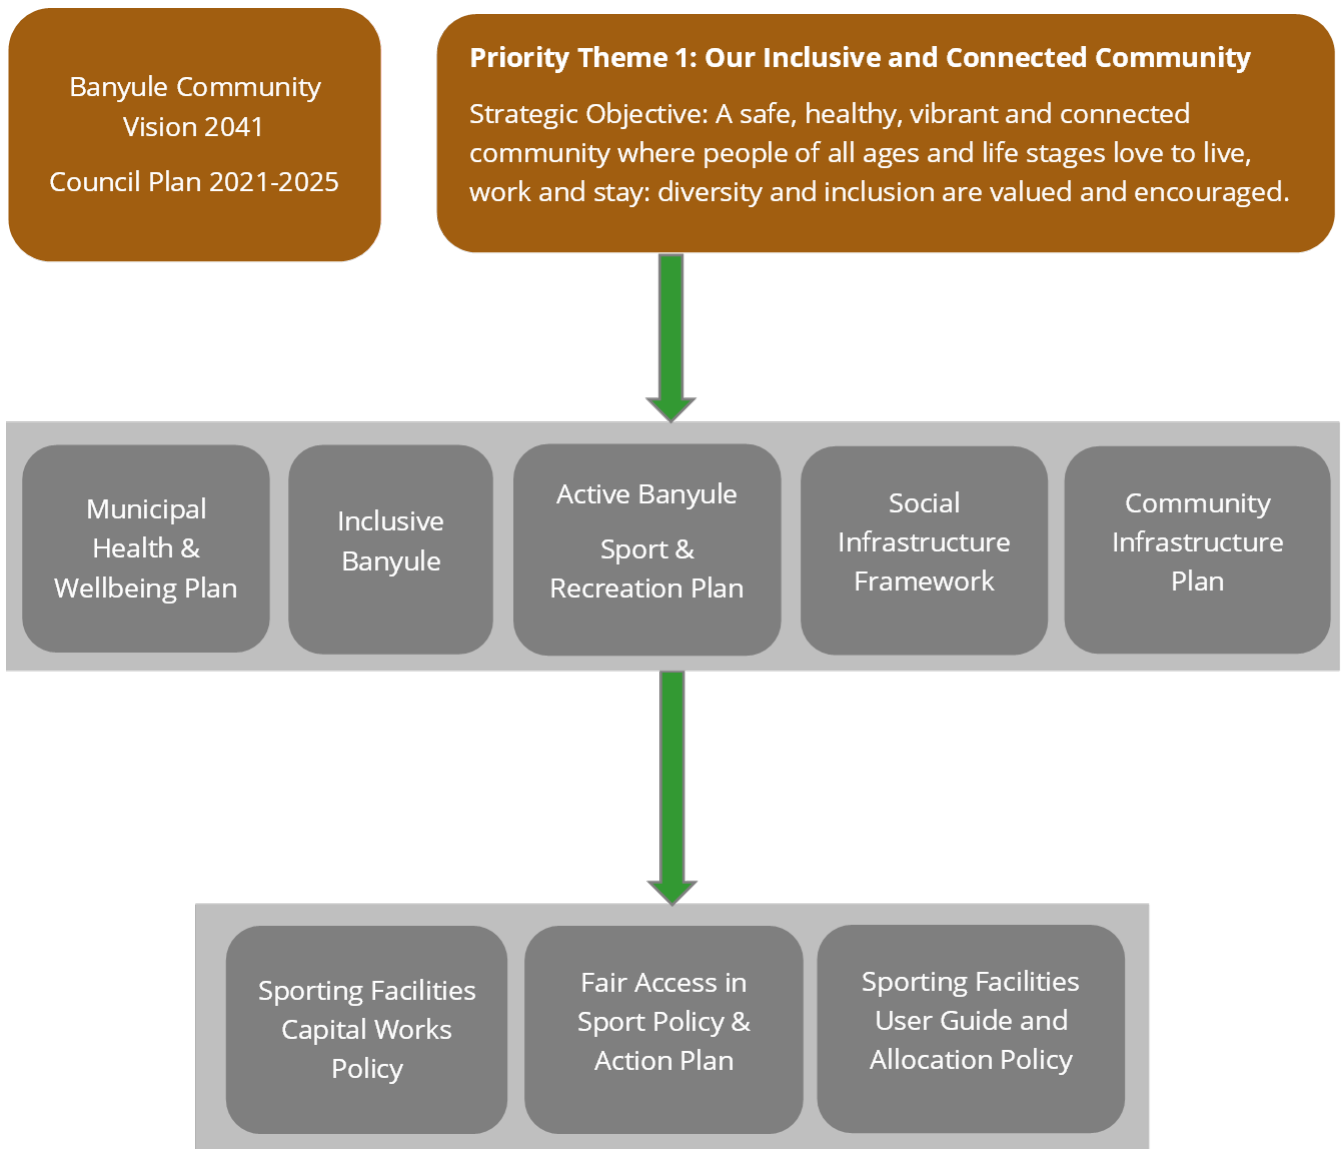 Banyule Community
Vision 2041
Council Plan 2021-2025
Priority Theme 1: Our Inclusive and Connected Community
Strategic Objective: A safe, healthy, vibrant and connected
community where people of all ages and life stages love to live,
work and stay: diversity and inclusion are valued and encouraged.
Municipal
Health &
Wellbeing Plan
Inclusive
Banyule
Active Banyule
Sport &
Recreation Plan
Social
Infrastructure
Framework
Community
Infrastructure
Plan
Sporting Facilities
Capital Works
Policy
Fair Access in
Sport Policy &
Action Plan
Sporting Facilities
User Guide and
Allocation Policy